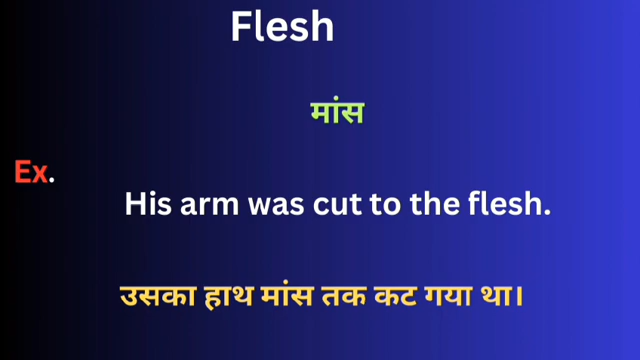 Flesh
मांस
Ex.
His arm was cut to the flesh.
उसका हाथ मांस तक कट गया था।